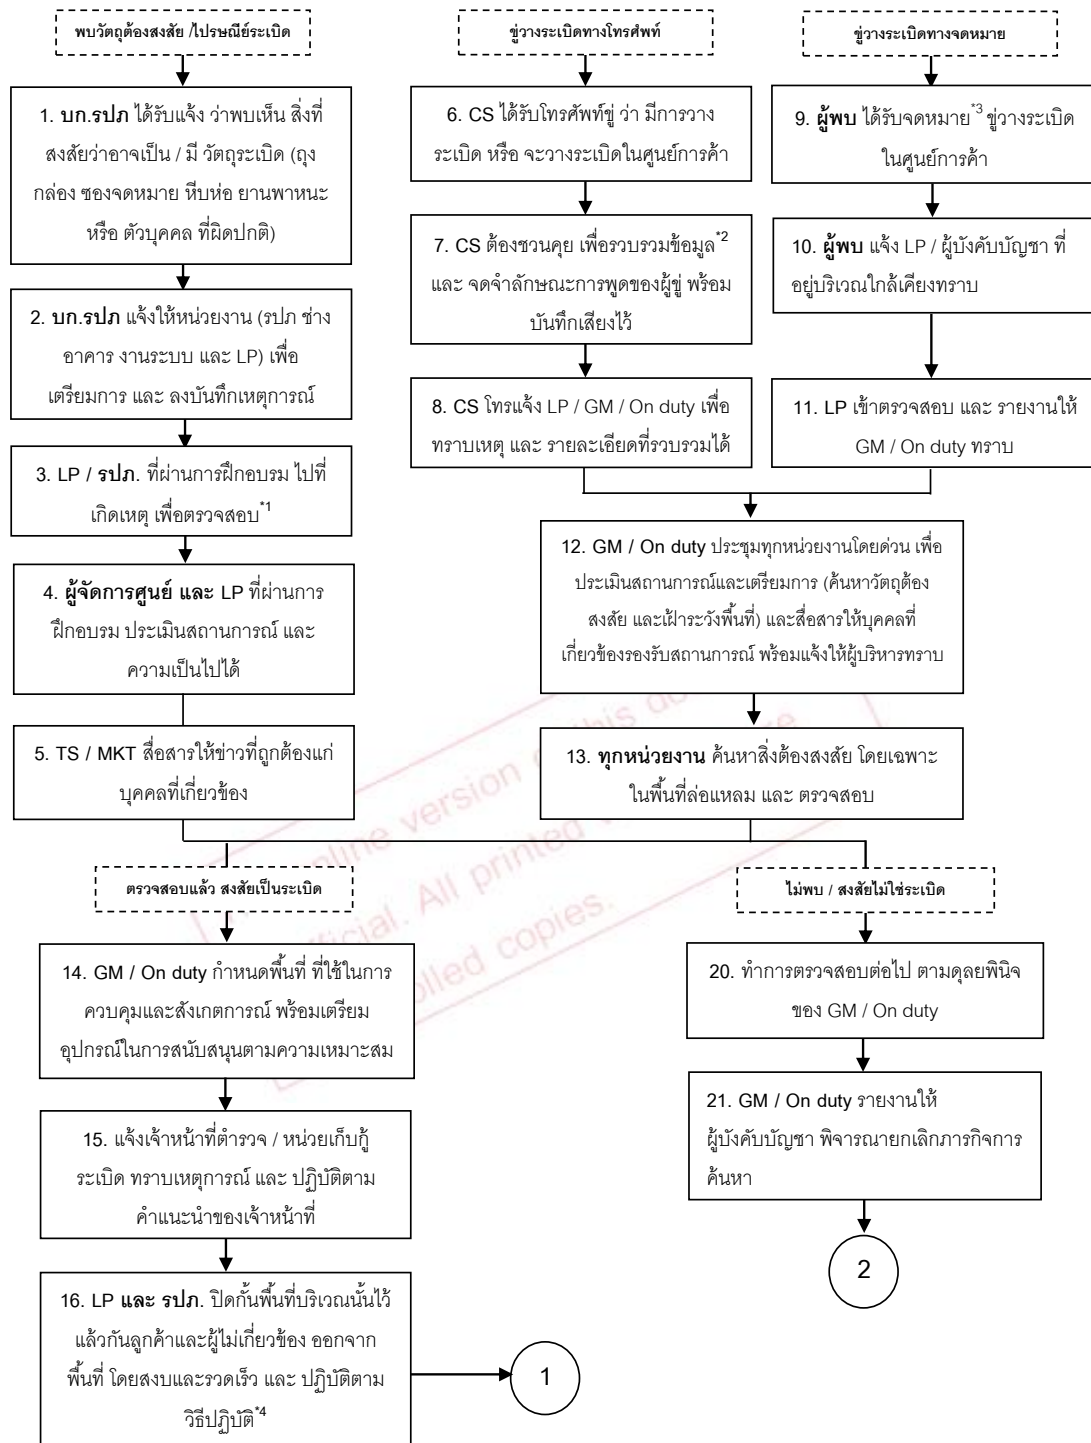 พบวัตถุต้องสงสัย /ไปรษณีย์ระเบิด
1. บก.รปภ ได้รับแจ้ง ว่าพบเห็น สิ่งที่
สงสัยว่าอาจเป็น / มี วัตถุระเบิด (ถุง
กล่อง ซองจดหมาย หีบห่อ ยานพาหนะ
หรือ ตัวบุคคล ที่ผิดปกติ)
2. บก.รปภ แจ้งให้หน่วยงาน (รปภ ช่าง
อาคาร งานระบบ และ LP) เพื่อ
เตรียมการ และ ลงบันทึกเหตุการณ์
3. LP / รปภ. ที่ผ่านการฝึกอบรม ไปที่
เกิดเหตุ เพื่อตรวจสอบ*1
4. ผู้จัดการศูนย์ และ LP ที่ผ่านการ
ฝึกอบรม ประเมินสถานการณ์ และ
ความเป็นไปได้
5. TS / MKT สื่อสารให้ข่าวที่ถูกต้องแก่
บุคคลที่เกี่ยวข้อง
ขู่วางระเบิดทางโทรศัพท์
6. CS ได้รับโทรศัพท์ขู่ ว่า มีการวาง
ระเบิด หรือ จะวางระเบิดในศูนย์การค้า
7. CS ต้องชวนคุย เพื่อรวบรวมข้อมูล*2
และ จดจำลักษณะการพูดของผู้ขู่ พร้อม
บันทึกเสียงไว้
8. CS โทรแจ้ง LP / GM / On duty เพื่อ
ทราบเหตุ และ รายละเอียดที่รวบรวมได้
ขู่วางระเบิดทางจดหมาย
9. ผู้พบ ได้รับจดหมาย*3 ขู่วางระเบิด
ในศูนย์การค้า
10. ผู้พบ แจ้ง LP / ผู้บังคับบัญชา ที่
อยู่บริเวณใกล้เคียงทราบ
11. LP เข้าตรวจสอบ และ รายงานให้
GM / On duty ทราบ
12. GM / On duty ประชุมทุกหน่วยงานโดยด่วน เพื่อ
ประเมินสถานการณ์และเตรียมการ (ค้นหาวัตถุต้อง
สงสัย และเฝ้าระวังพื้นที่) และสื่อสารให้บุคคลที่
เกี่ยวข้องรองรับสถานการณ์ พร้อมแจ้งให้ผู้บริหารทราบ
13. ทุกหน่วยงาน ค้นหาสิ่งต้องสงสัย โดยเฉพาะ
ในพื้นที่ล่อแหลม และ ตรวจสอบ
ตรวจสอบแล้ว สงสัยเป็นระเบิด
14. GM / On duty กำหนดพื้นที่ ที่ใช้ในการ
ควบคุมและสังเกตการณ์ พร้อมเตรียม
อุปกรณ์ในการสนับสนุนตามความเหมาะสม
15. แจ้งเจ้าหน้าที่ตำรวจ / หน่วยเก็บกู้
ระเบิด ทราบเหตุการณ์ และ ปฏิบัติตาม
คำแนะนำของเจ้าหน้าที่
16. LP และ รปภ. ปิดกั้นพื้นที่บริเวณนั้นไว้
แล้วกันลูกค้าและผู้ไม่เกี่ยวข้อง ออกจาก
พื้นที่ โดยสงบและรวดเร็ว และ ปฏิบัติตาม
วิธีปฏิบัติ*4
1
ไม่พบ / สงสัยไม่ใช่ระเบิด
20. ทำการตรวจสอบต่อไป ตามดุลยพินิจ
ของ GM / On duty
21. GM / On duty รายงานให้
ผู้บังคับบัญชา พิจารณายกเลิกภารกิจการ
ค้นหา
2